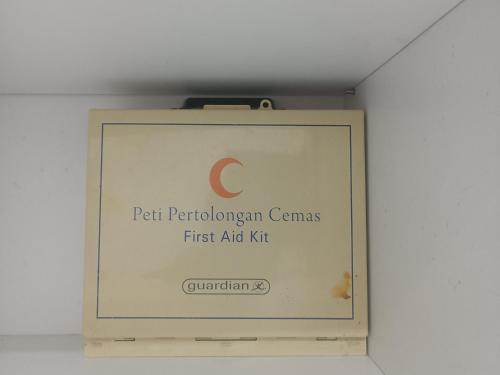 Peti Pertolongan Cemas
First Aid Kit
guardian